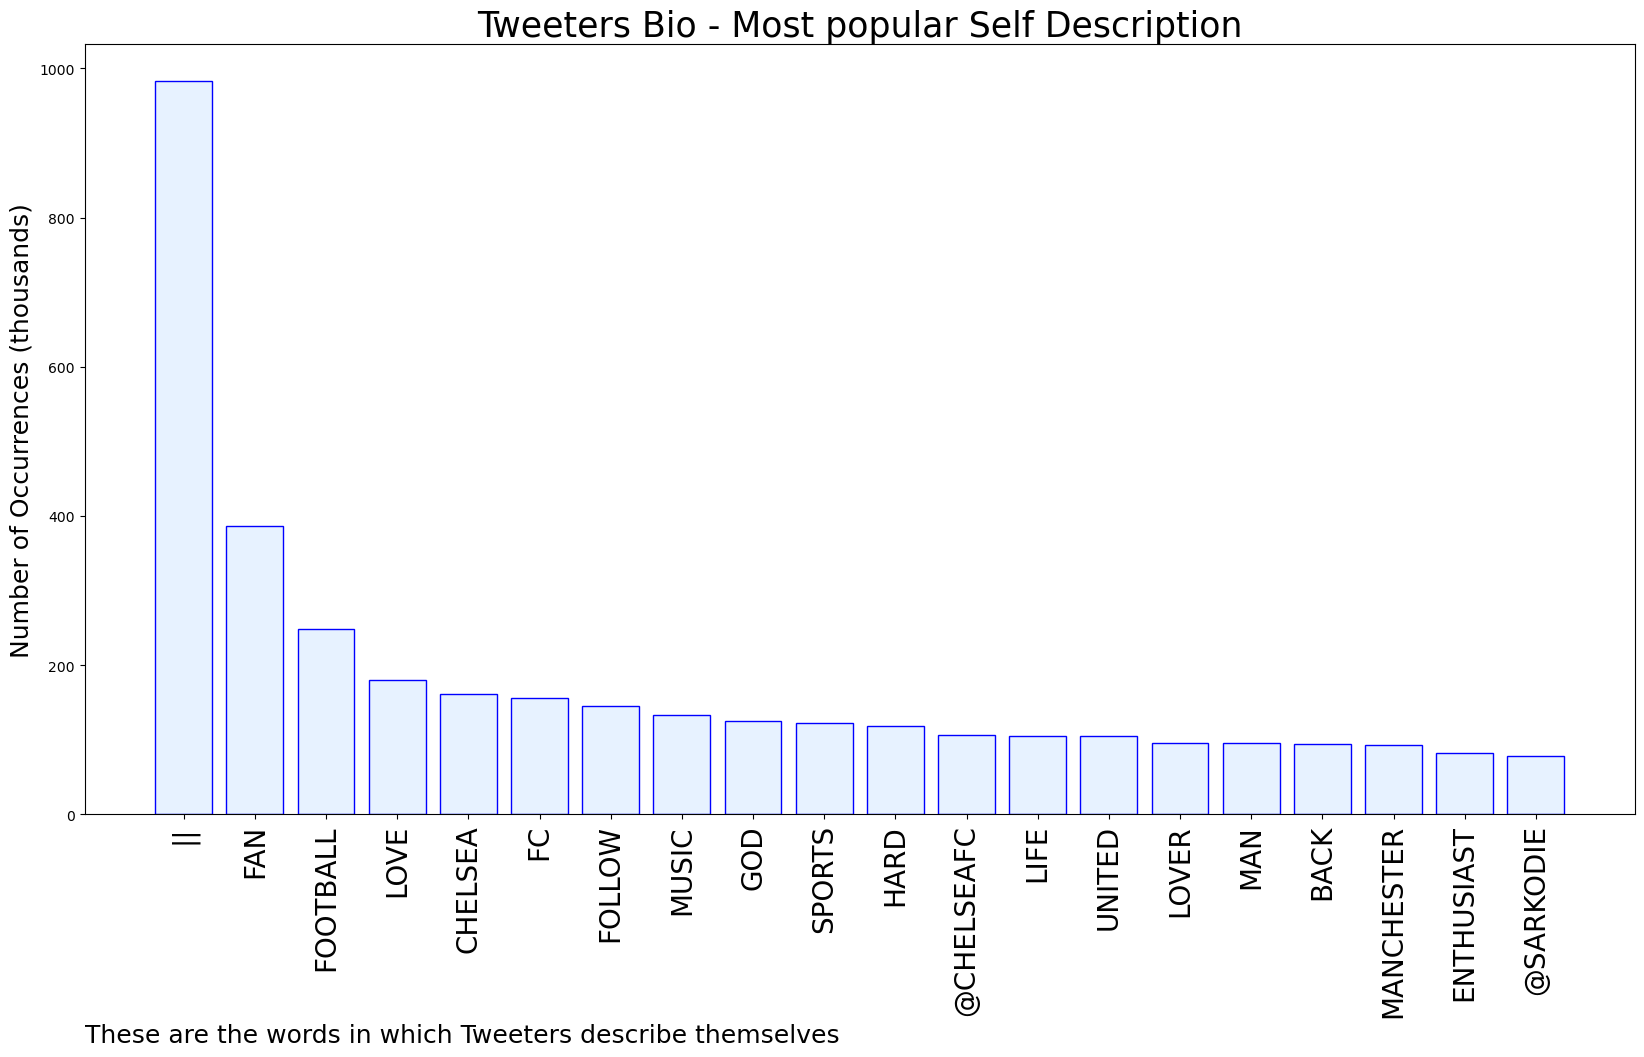 Tweeters Bio - Most popular Self Description
Number of Occurrences (thousands)
1000
800
600
400
200
0
||
FAN
FOOTBALL
LOVE
CHELSEA
FC
FOLLOW
MUSIC
GOD
SPORTS
HARD
@CHELSEAFC
LIFE
UNITED
LOVER
MAN
BACK
MANCHESTER
ENTHUSIAST
@SARKODIE
These are the words in which Tweeters describe themselves